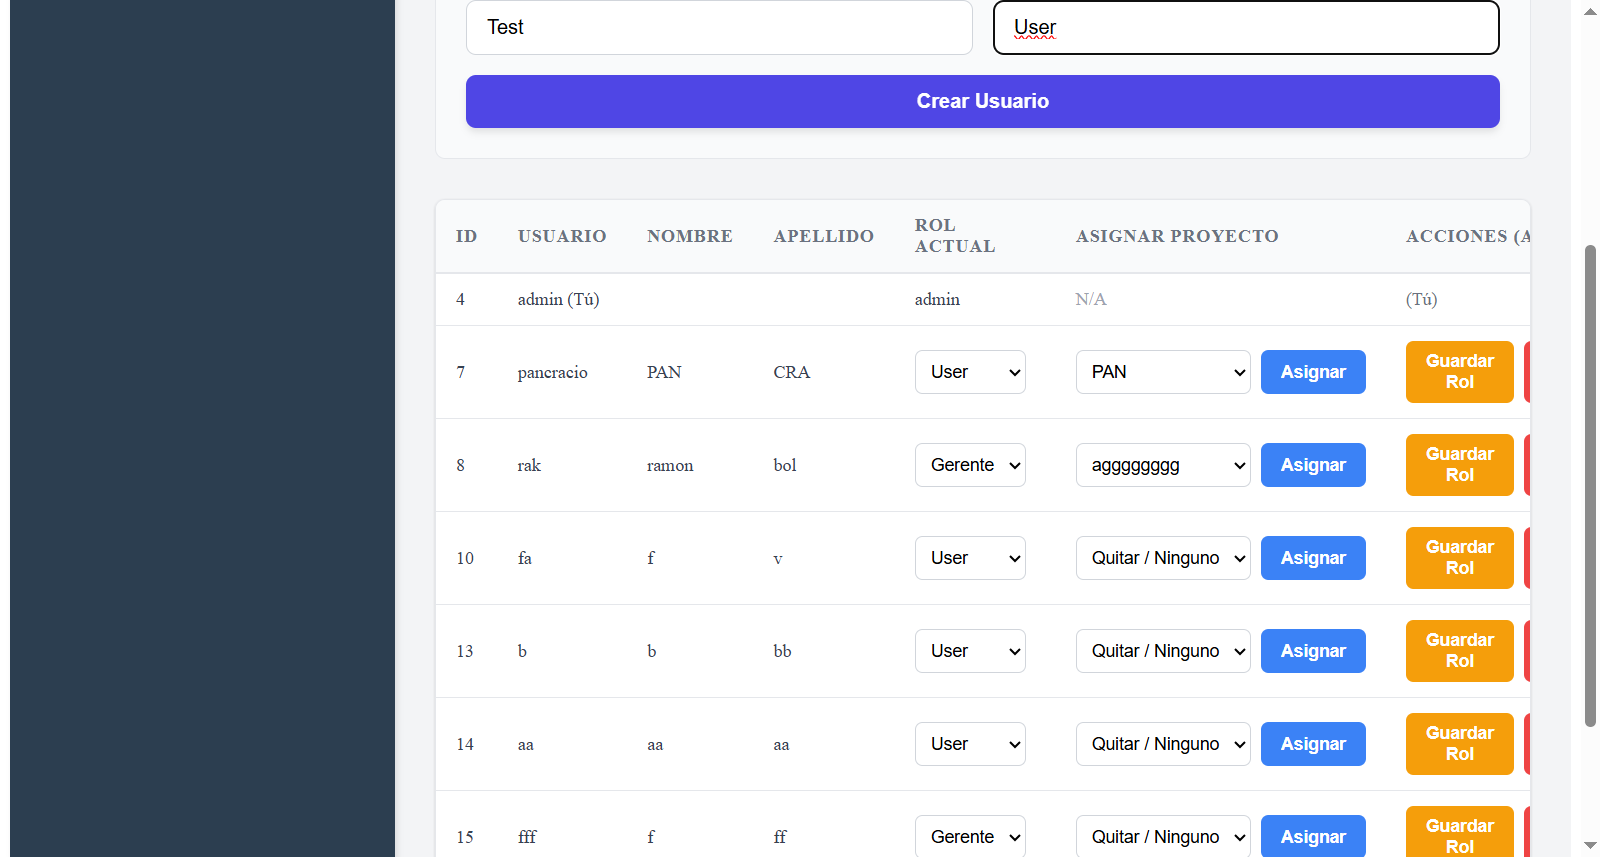 Test User
Crear Usuario
ID USUARIO NOMBRE APELLIDO ROL ACTUAL ASIGNAR PROYECTO ACCIONES (A
4 admin (Tú) admin N/A (Tú)
7 pancracio PAN CRA User PAN Asignar Guardar Rol
8 rak ramon bol Gerente agggggggg Asignar Guardar Rol
10 fa f v User Quitar / Ninguno Asignar Guardar Rol
13 b b bb User Quitar / Ninguno Asignar Guardar Rol
14 aa aa aa User Quitar / Ninguno Asignar Guardar Rol
15 fff f ff Gerente Quitar / Ninguno Asignar Guardar Rol